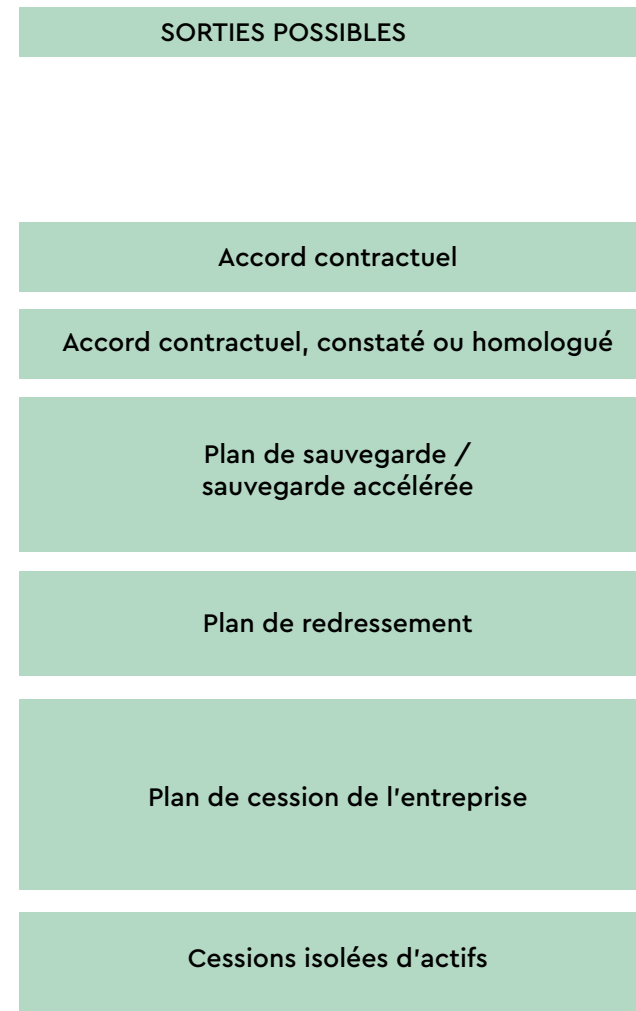 SORTIES POSSIBLES
Accord contractuel
Accord contractuel, constaté ou homologué
Plan de sauvegarde /
sauvegarde accélérée
Plan de redressement
Plan de cession de l'entreprise
Cessions isolées d'actifs